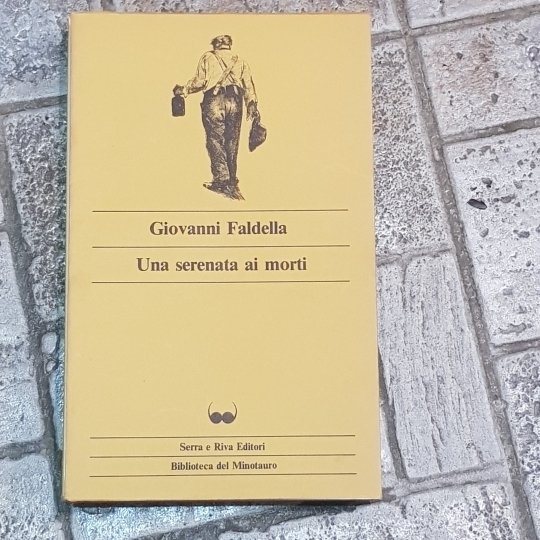 Giovanni Faldella
Una serenata ai morti
Serra e Riva Editori
Biblioteca del Minotauro